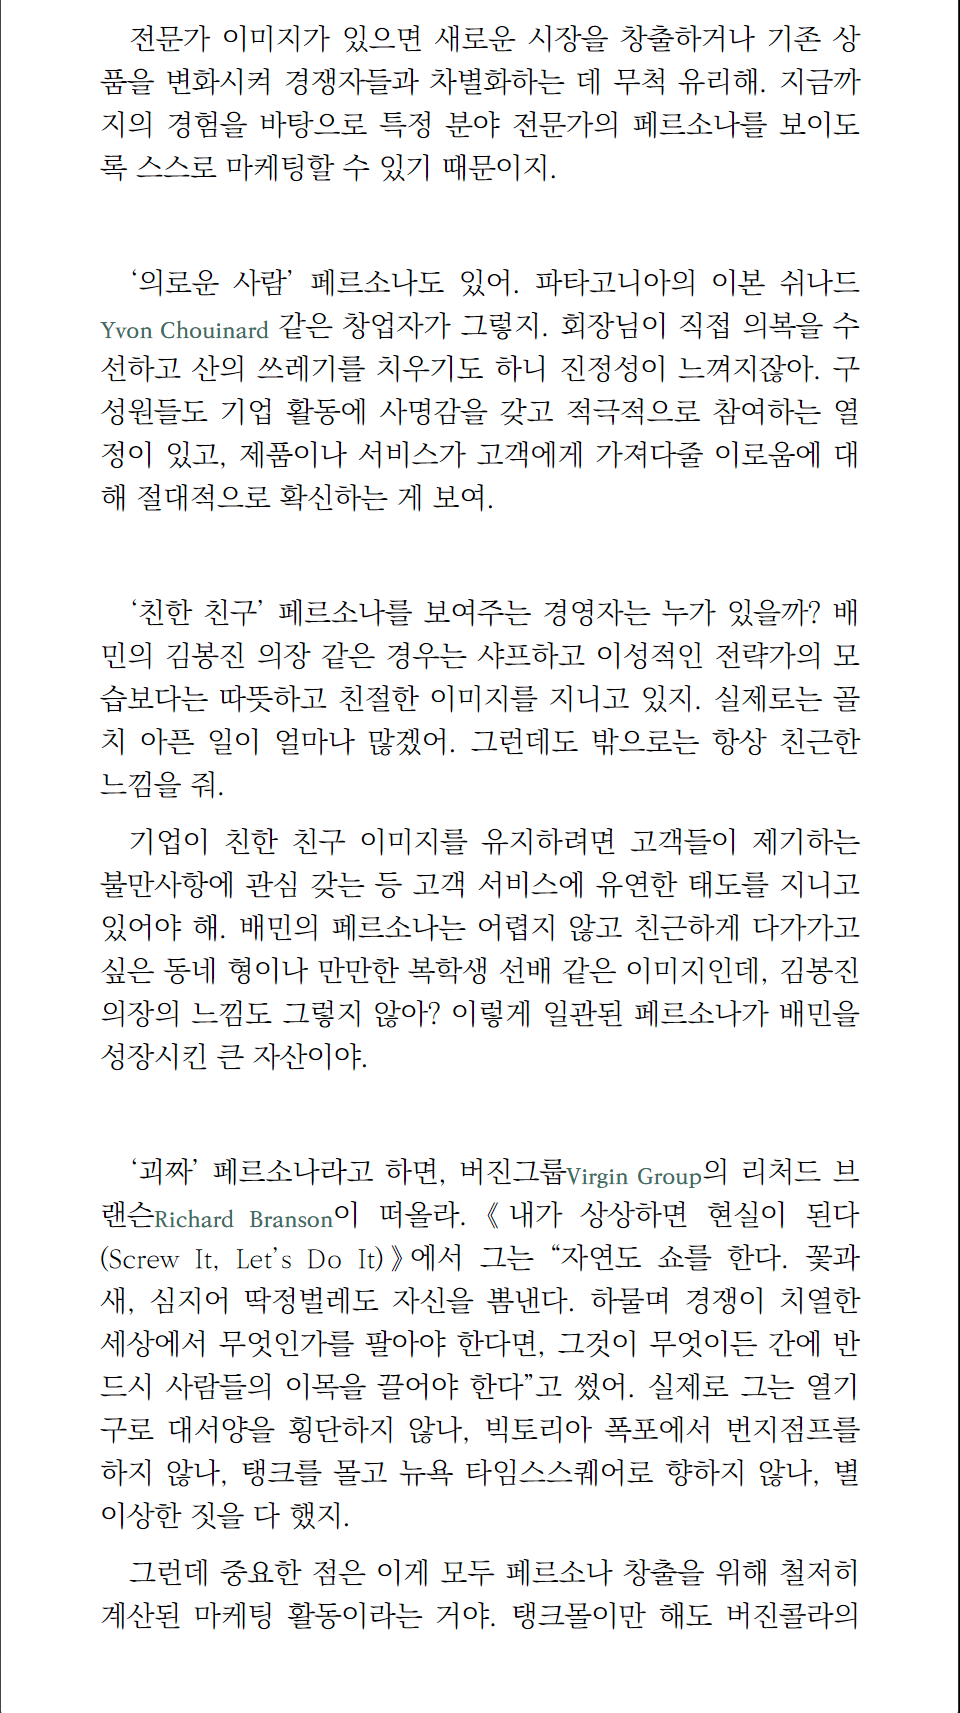 전문가 이미지가 있으면 새로운 시장을 창출하거나 기존 상
품을 변화시켜 경쟁자들과 차별화하는 데 무척 유리해. 지금까
지의 경험을 바탕으로 특정 분야 전문가의 페르소나를 보이도
록 스스로 마케팅할 수 있기 때문이지.
‘의로운 사람’ 페르소나도 있어. 파타고니아의 이본 쉬나드
Yvon Chouinard 같은 창업자가 그렇지. 회장님이 직접 의복을 수
선하고 산의 쓰레기를 치우기도 하니 진정성이 느껴지잖아. 구
성원들도 기업 활동에 사명감을 갖고 적극적으로 참여하는 열
정이 있고, 제품이나 서비스가 고객에게 가져다줄 이로움에 대
해 절대적으로 확신하는 게 보여.
‘친한 친구’ 페르소나를 보여주는 경영자는 누가 있을까? 배
민의 김봉진 의장 같은 경우는 샤프하고 이성적인 전략가의 모
습보다는 따뜻하고 친절한 이미지를 지니고 있지. 실제로는 골
치 아픈 일이 얼마나 많겠어. 그런데도 밖으로는 항상 친근한
느낌을 줘.
기업이 친한 친구 이미지를 유지하려면 고객들이 제기하는
불만사항에 관심 갖는 등 고객 서비스에 유연한 태도를 지니고
있어야 해. 배민의 페르소나는 어렵지 않고 친근하게 다가가고
싶은 동네 형이나 만만한 복학생 선배 같은 이미지인데, 김봉진
의장의 느낌도 그렇지 않아? 이렇게 일관된 페르소나가 배민을
성장시킨 큰 자산이야.
‘괴짜’ 페르소나라고 하면, 버진그룹Virgin Group의 리처드 브
랜슨Richard Branson이 떠올라. 《내가 상상하면 현실이 된다
(Screw It, Let’s Do It)》에서 그는 “자연도 쇼를 한다. 꽃과
새, 심지어 딱정벌레도 자신을 뽐낸다. 하물며 경쟁이 치열한
세상에서 무엇인가를 팔아야 한다면, 그것이 무엇이든 간에 반
드시 사람들의 이목을 끌어야 한다”고 썼어. 실제로 그는 열기
구로 대서양을 횡단하지 않나, 빅토리아 폭포에서 번지점프를
하지 않나, 탱크를 몰고 뉴욕 타임스스퀘어로 향하지 않나, 별
이상한 짓을 다 했지.
그런데 중요한 점은 이게 모두 페르소나 창출을 위해 철저히
계산된 마케팅 활동이라는 거야. 탱크몰이만 해도 버진콜라의